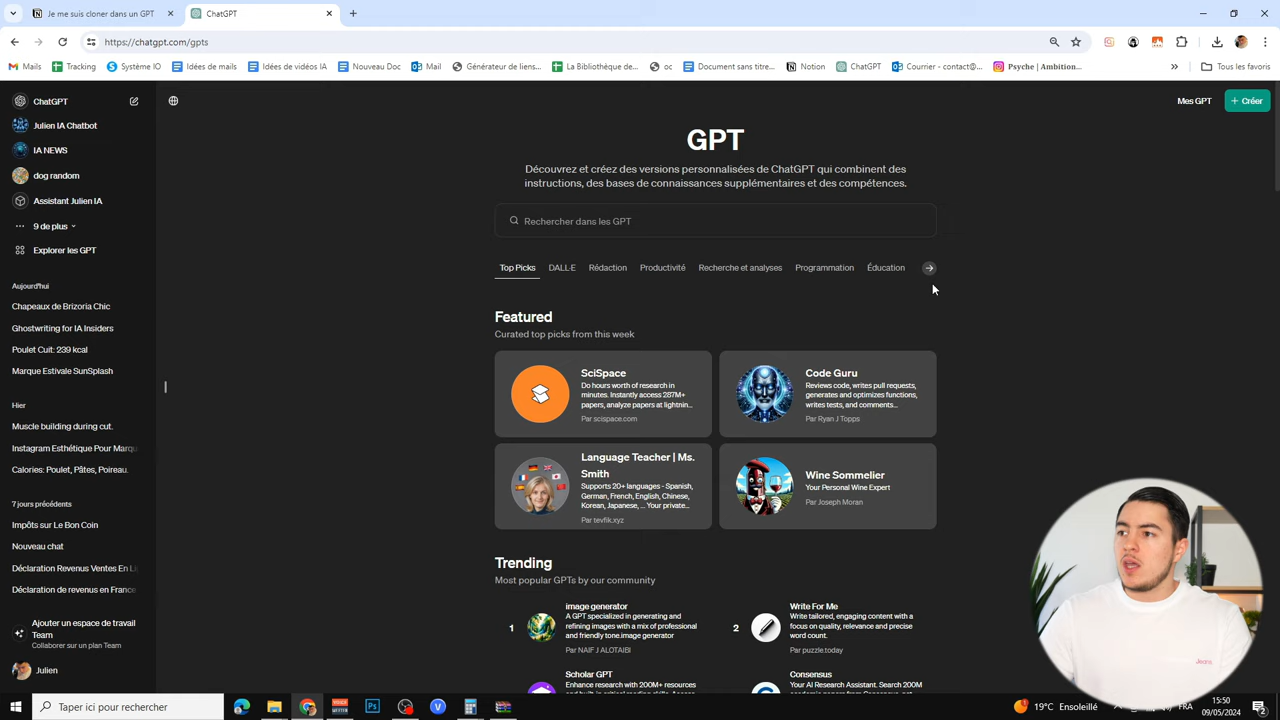 Je me suis cloner dans un GPT
ChatGPT
https://chatgpt.com/gpts
Mails
Tracking
Système IO
Idées de mails
Idées de vidéos IA
Nouveau Doc
Mail
Générateur de liens...
La Bibliothèque de...
oc
Document sans titre...
Notion
ChatGPT
Courrier - contact@...
Psyche | Ambition...
Tous les favoris
ChatGPT
Julien IA Chatbot
IA NEWS
dog random
Assistant Julien IA
9 de plus
Explorer les GPT
Aujourd'hui
Chapeaux de Brizoria Chic
Ghostwriting for IA Insiders
Poulet Cuit: 239 kcal
Marque Estivale SunSplash
Hier
Muscle building during cut.
Instagram Esthétique Pour Marqu
Calories: Poulet, Pâtes, Poireau.
7 jours précédents
Impôts sur Le Bon Coin
Nouveau chat
Déclaration Revenus Ventes En Li
Déclaration de revenus en France
Ajouter un espace de travail
Team
Collaborer sur un plan Team
Julien
Mes GPT
Créer
GPT
Découvrez et créez des versions personnalisées de ChatGPT qui combinent des
instructions, des bases de connaissances supplémentaires et des compétences.
Rechercher dans les GPT
Top Picks
DALL·E
Rédaction
Productivité
Recherche et analyses
Programmation
Éducation
Featured
Curated top picks from this week
SciSpace
Do hours worth of research in
minutes. Instantly access 287M+
papers, analyze papers at lightnin...
Par scispace.com
Code Guru
Reviews code, writes pull requests,
generates and optimizes functions,
writes tests, and comments...
Par Ryan J Topps
Language Teacher | Ms.
Smith
Supports 20+ languages - Spanish,
German, French, English, Chinese,
Korean, Japanese, ... Your private...
Par tevfik.xyz
Wine Sommelier
Your Personal Wine Expert
Par Joseph Moran
Trending
Most popular GPTs by our community
1
image generator
A GPT specialized in generating and
refining images with a mix of professional
and friendly tone.image generator
Par NAIF J ALOTAIBI
2
Write For Me
Write tailored, engaging content with a
focus on quality, relevance and precise
word count.
Par puzzle.today
Scholar GPT
Enhance research with 200M+ resources
Consensus
Your AI Research Assistant. Search 200M
Taper ici pour rechercher
19°C Ensoleillé
FRA
15:50
09/05/2024
2